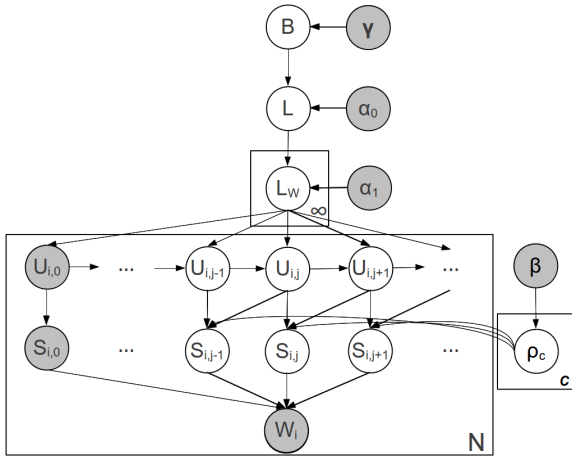 B γ
L α0
LW α1
∞
Ui,0 ... Ui,j-1 Ui,j Ui,j+1 ... β
Si,0 ... Si,j-1 Si,j Si,j+1 ... ρc
c
Wi
N